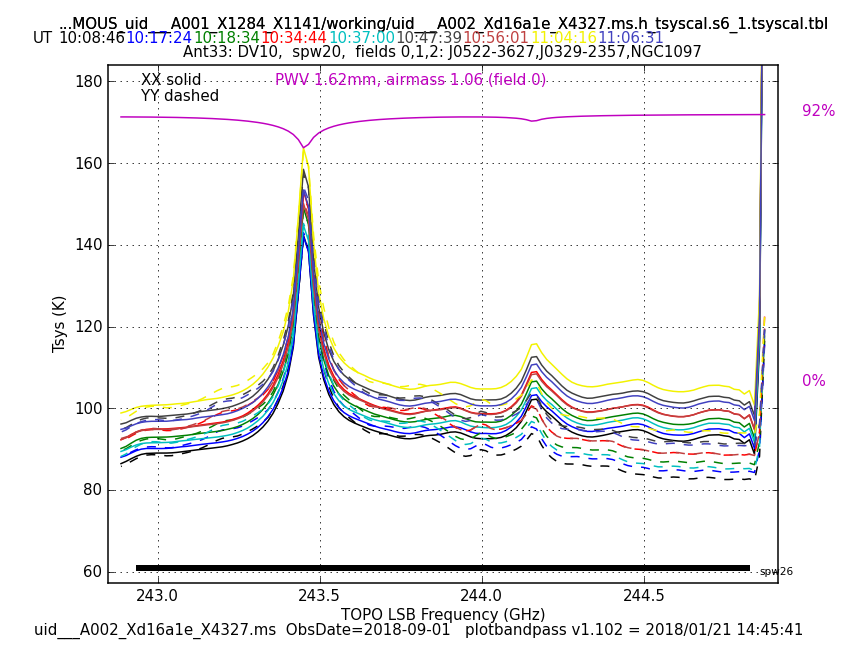 ...MOUS_uid___A001_X1284_X1141/working/uid___A002_Xd16a1e_X4327.ms.h_tsyscal.s6_1.tsyscal.tbl
UT 10:08:46 10:17:24 10:18:34 10:34:44 10:37:00 10:47:39 10:56:01 11:04:16 11:06:31
Ant33: DV10, spw20, fields 0,1,2: J0522-3627,J0329-2357,NGC1097
XX solid
YY dashed
PWV 1.62mm, airmass 1.06 (field 0)
92%
0%
180
160
140
120
100
80
60
Tsys (K)
spw26
243.0 243.5 244.0 244.5
TOPO LSB Frequency (GHz)
uid___A002_Xd16a1e_X4327.ms ObsDate=2018-09-01 plotbandpass v1.102 = 2018/01/21 14:45:41